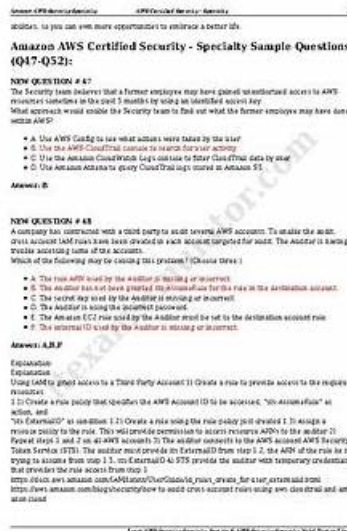 abilities, so you can even more opportunities to embrace a better life.
Amazon AWS Certified Security - Specialty Sample Questions
(Q47-Q52):
NEW QUESTION # 47
The Security team believes that a former employee may have gained unauthorized access to AWS
resources sometime in the past 3 months by using an identified access key.
What approach would enable the Security team to find out what the former employee may have done
within AWS?
A. Use AWS Config to see what actions were taken by the user
B. Use the AWS CloudTrail console to search for user activity
C. Use the Amazon CloudWatch Logs console to filter CloudTrail data by user
D. Use Amazon Athena to query CloudTrail logs stored in Amazon S3
Answer: B
NEW QUESTION # 48
A company has contracted with a third party to audit several AWS accounts. To enable the audit,
cross account IAM roles have been created in each account targeted for audit. The Auditor is having
trouble accessing some of the accounts.
Which of the following may be causing this problem? (Choose three.)
A. The role ARN used by the Auditor is missing or incorrect.
B. The Auditor has not been granted sts:AssumeRole for the role in the destination account.
C. The secret key used by the Auditor is missing or incorrect.
D. The Auditor is using the incorrect password.
E. The Amazon EC2 role used by the Auditor must be set to the destination account role.
F. The external ID used by the Auditor is missing or incorrect.
Answer: A,B,F
Explanation:
Explanation
Using IAM to grant access to a Third Party Account 1) Create a role to provide access to the require
resources
1.1) Create a role policy that specifies the AWS Account ID to be accessed, "sts:AssumeRole" as
action, and
"sts:ExternalID" as condition 1.2) Create a role using the role policy just created 1.3) Assign a
resource policy to the role. This will provide permission to access resource ARNs to the auditor 2)
Repeat steps 1 and 2 on all AWS accounts 3) The auditor connects to the AWS account AWS Security
Token Service (STS). The auditor must provide its ExternalID from step 1.2, the ARN of the role he is
trying to assume from step 1.3, sts:ExternalID 4) STS provide the auditor with temporary credentials
that provides the role access from step 1